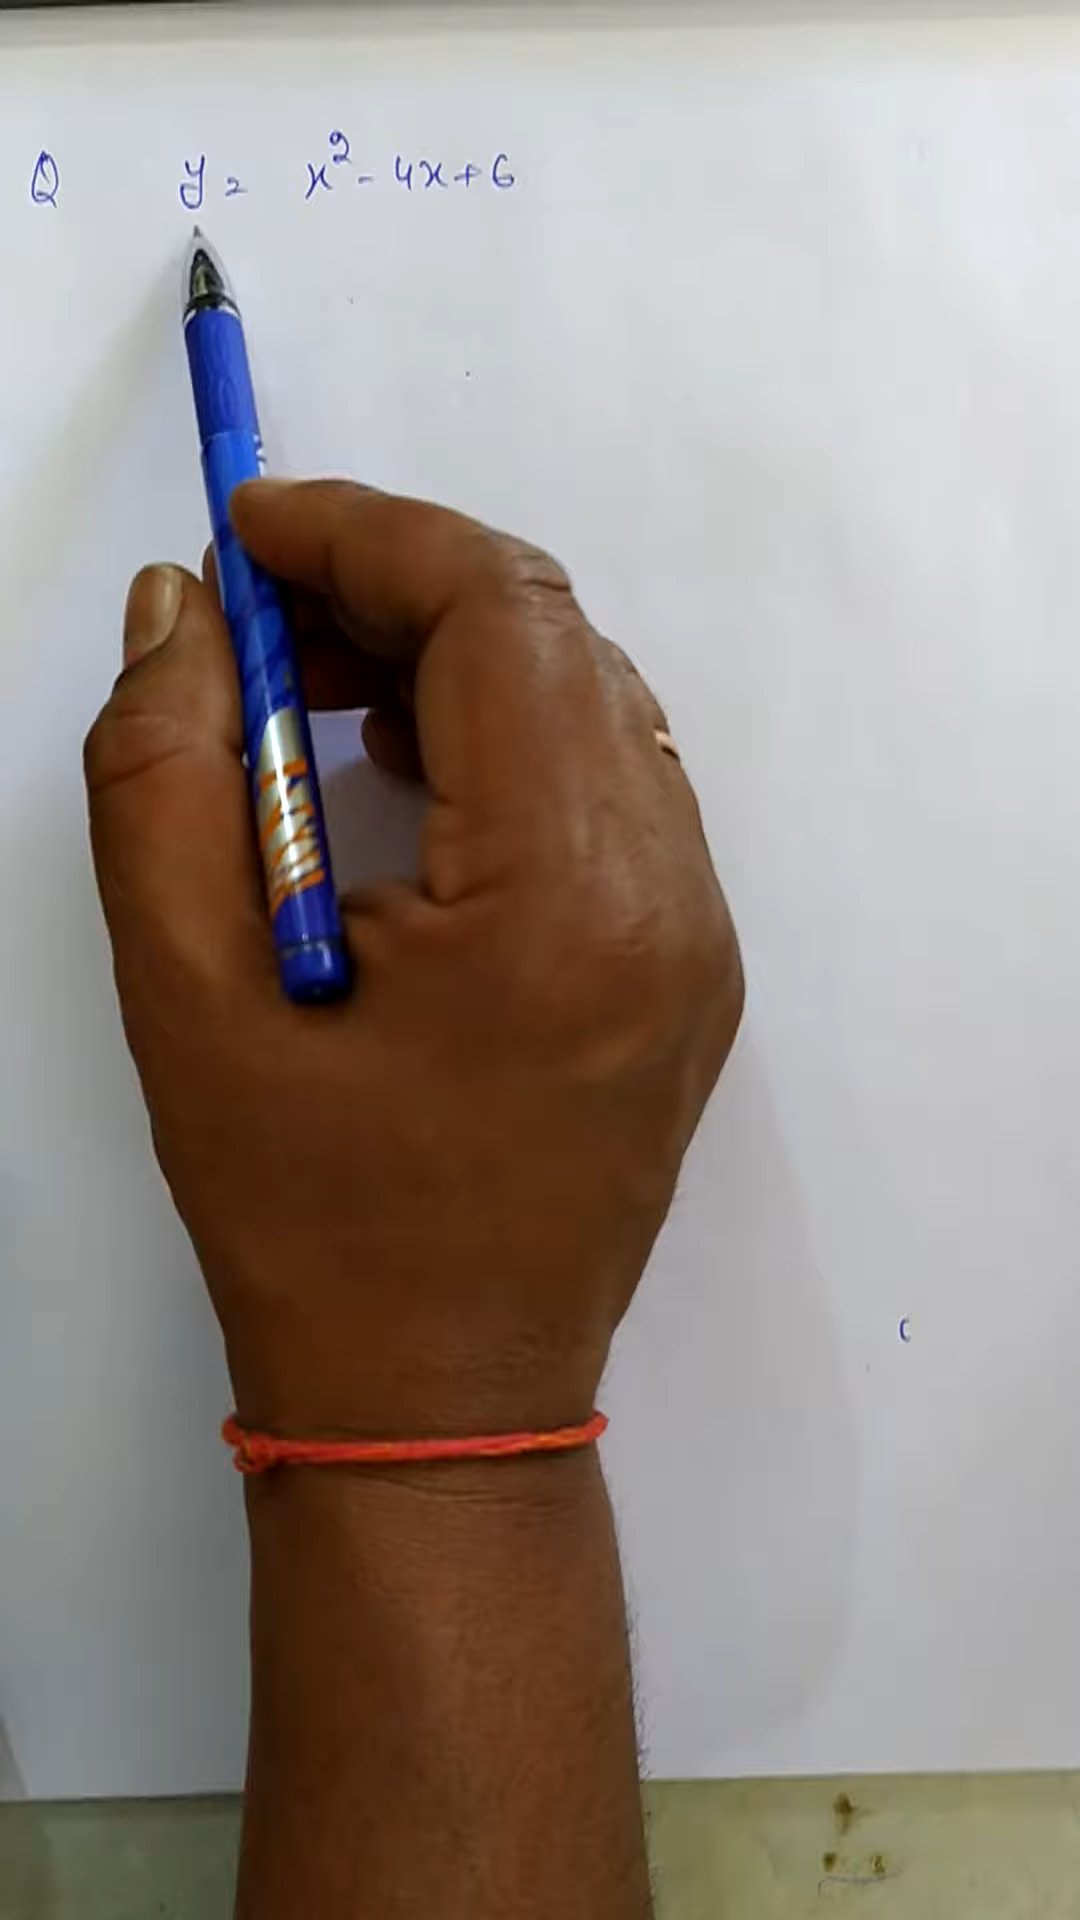 Q y = x² - 4x + 6